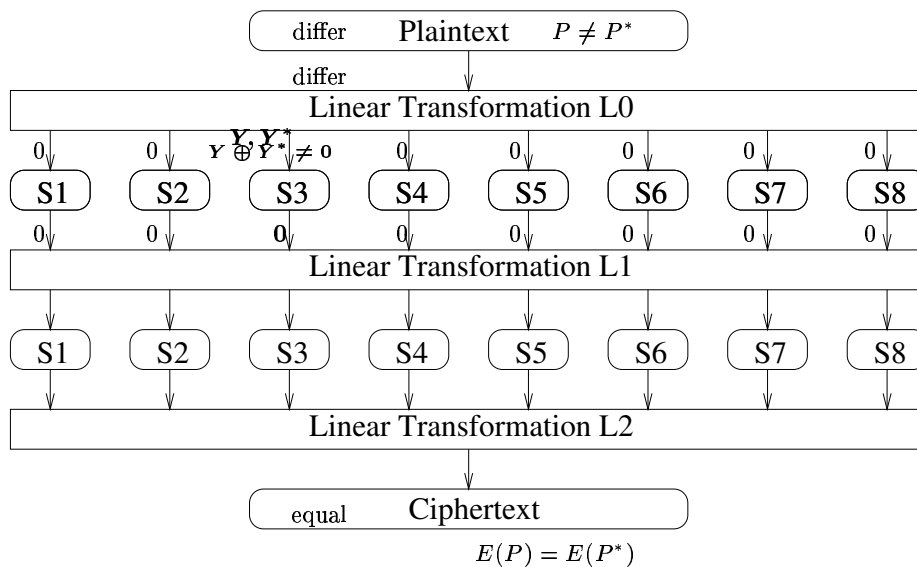 differ Plaintext P ≠ P*
differ
Linear Transformation L0
Y, Y*
0 0 Y ⊕ Y* ≠ 0 0 0 0 0 0
S1 S2 S3 S4 S5 S6 S7 S8
0 0 0 0 0 0 0 0
Linear Transformation L1
S1 S2 S3 S4 S5 S6 S7 S8
Linear Transformation L2
equal Ciphertext
E(P) = E(P*)